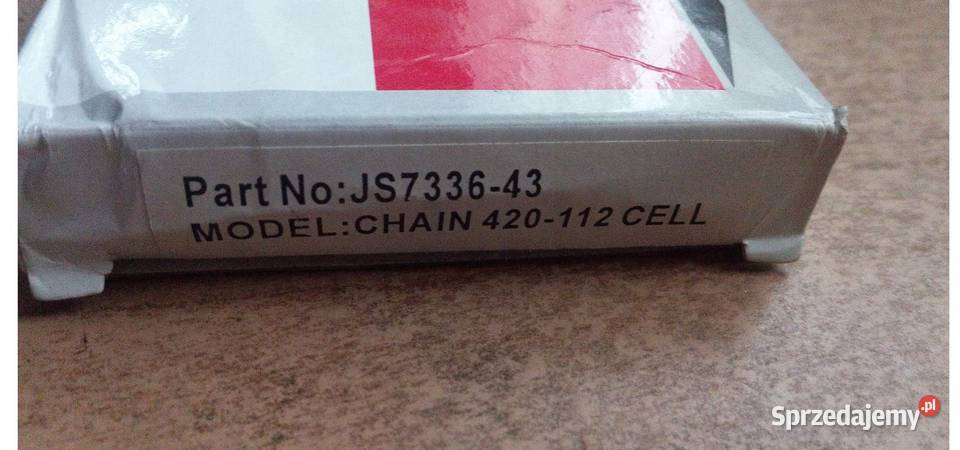 Part No:JS7336-43
MODEL:CHAIN 420-112 CELL
Sprzedajemy.pl